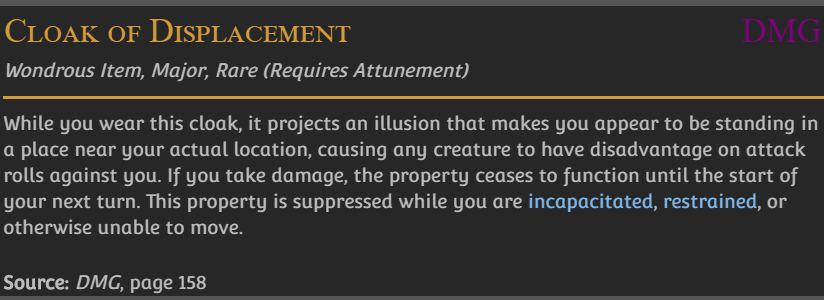 Cloak of Displacement DMG
Wondrous Item, Major, Rare (Requires Attunement)
While you wear this cloak, it projects an illusion that makes you appear to be standing in
a place near your actual location, causing any creature to have disadvantage on attack
rolls against you. If you take damage, the property ceases to function until the start of
your next turn. This property is suppressed while you are incapacitated, restrained, or
otherwise unable to move.
Source: DMG, page 158